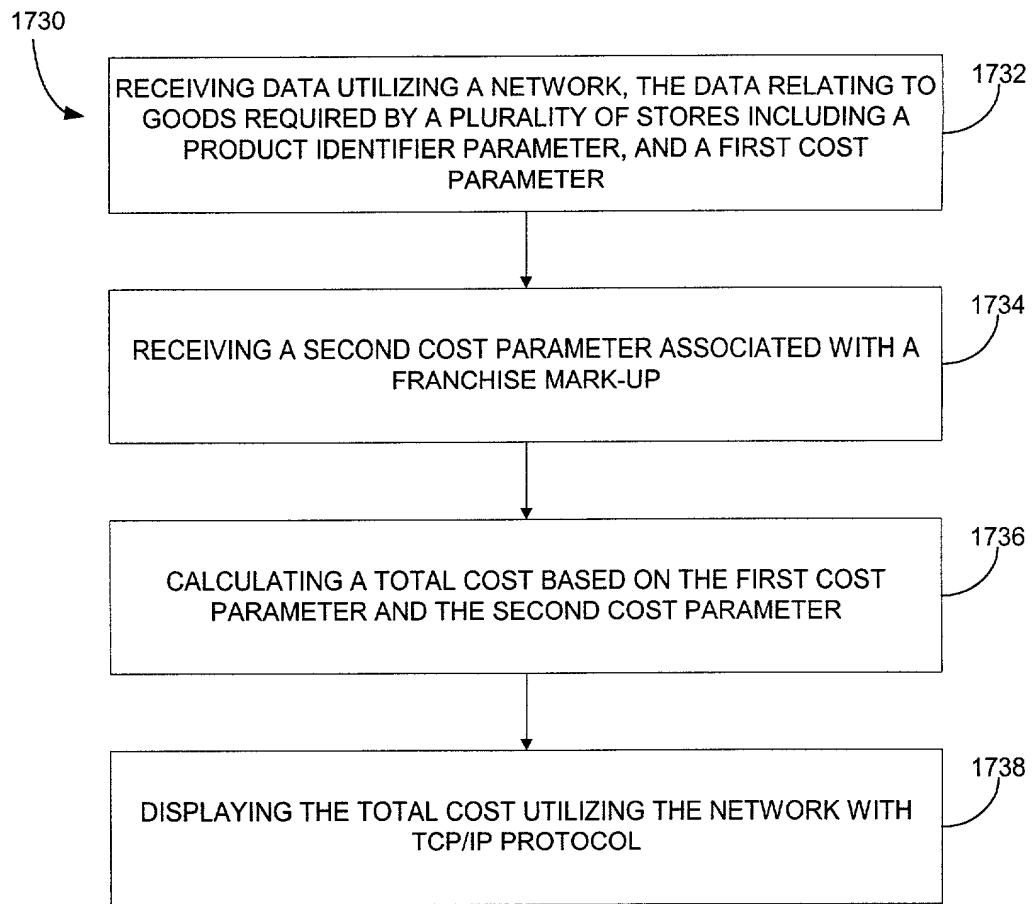 1730
1732
RECEIVING DATA UTILIZING A NETWORK, THE DATA RELATING TO
GOODS REQUIRED BY A PLURALITY OF STORES INCLUDING A
PRODUCT IDENTIFIER PARAMETER, AND A FIRST COST
PARAMETER
1734
RECEIVING A SECOND COST PARAMETER ASSOCIATED WITH A
FRANCHISE MARK-UP
1736
CALCULATING A TOTAL COST BASED ON THE FIRST COST
PARAMETER AND THE SECOND COST PARAMETER
1738
DISPLAYING THE TOTAL COST UTILIZING THE NETWORK WITH
TCP/IP PROTOCOL